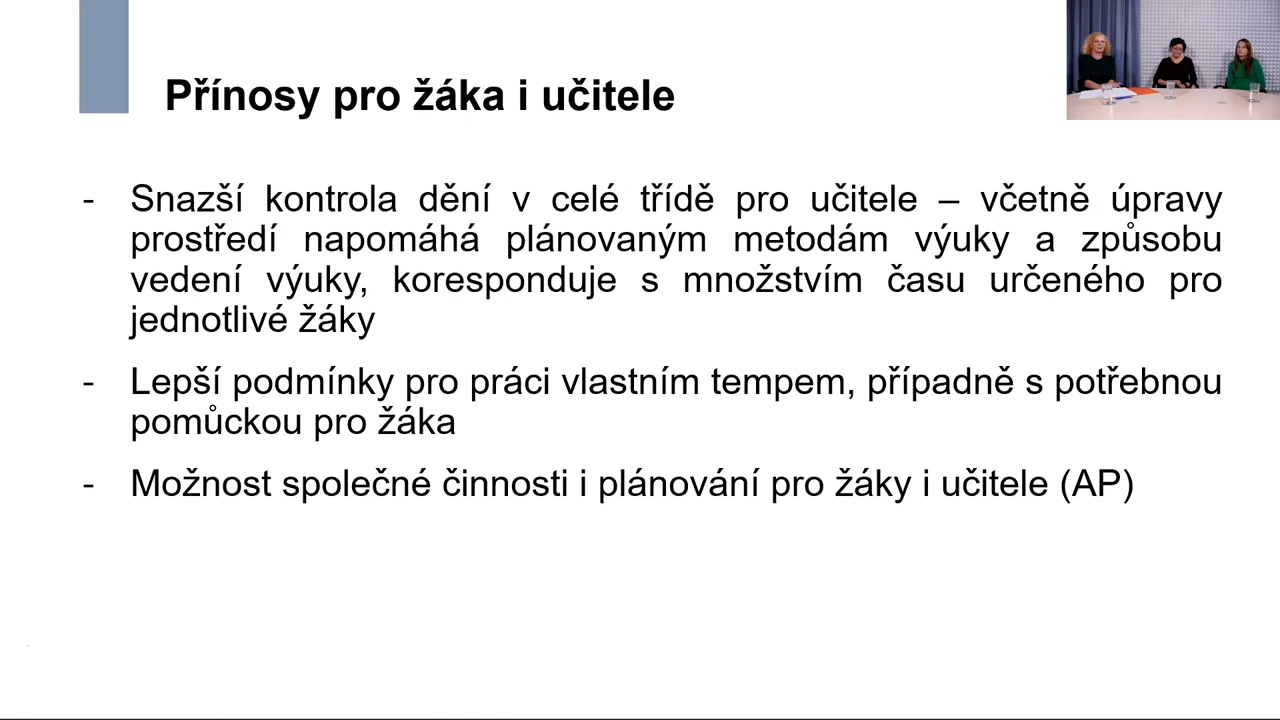 Přínosy pro žáka i učitele
- Snazší kontrola dění v celé třídě pro učitele – včetně úpravy
prostředí napomáhá plánovaným metodám výuky a způsobu
vedení výuky, koresponduje s množstvím času určeného pro
jednotlivé žáky
- Lepší podmínky pro práci vlastním tempem, případně s potřebnou
pomůckou pro žáka
- Možnost společné činnosti i plánování pro žáky i učitele (AP)